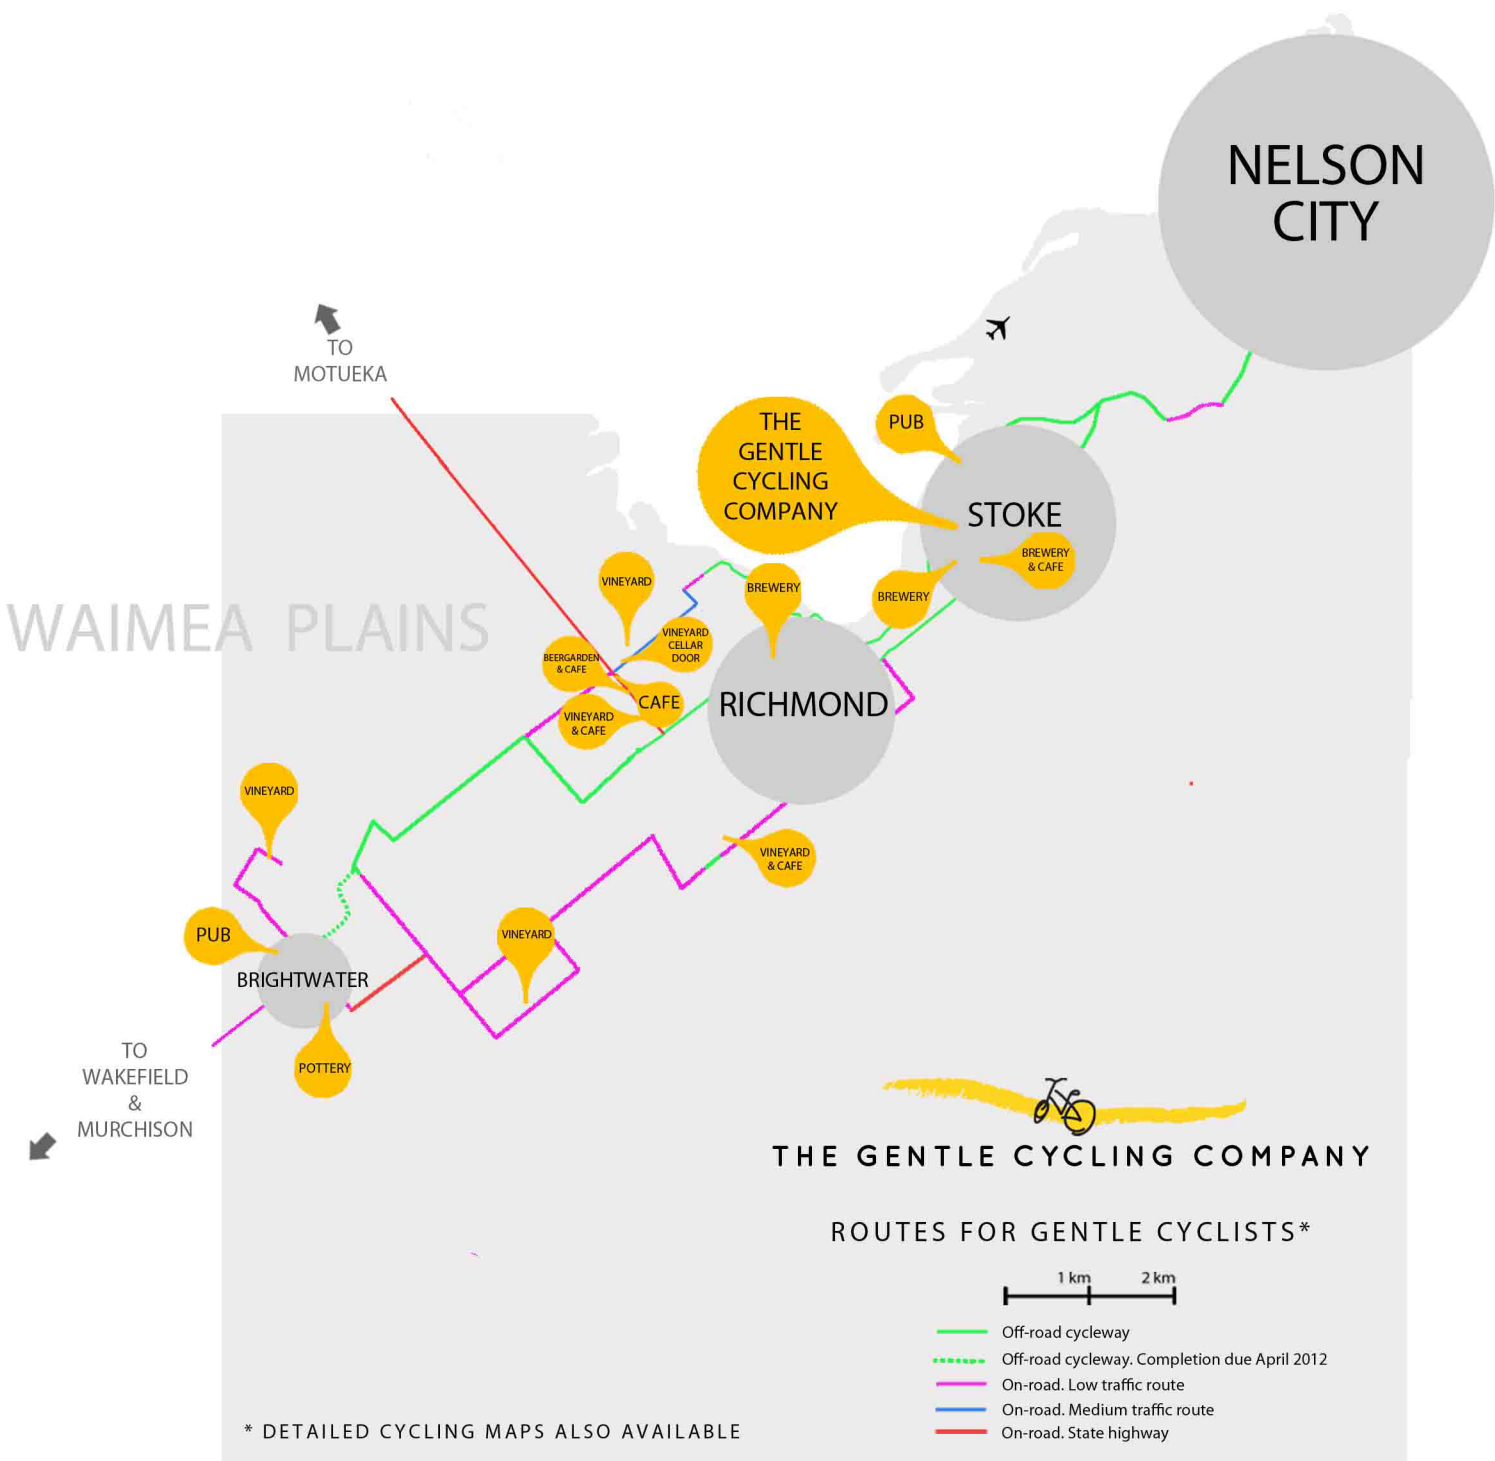 NELSON
CITY
TO
MOTUEKA
THE
GENTLE
CYCLING
COMPANY
PUB
STOKE
BREWERY
& CAFE
BREWERY
BREWERY
VINEYARD
WAIMEA PLAINS
VINEYARD
CELLAR
DOOR
BEERGARDEN
& CAFE
CAFE
VINEYARD
& CAFE
RICHMOND
VINEYARD
VINEYARD
& CAFE
PUB
VINEYARD
BRIGHTWATER
POTTERY
TO
WAKEFIELD
&
MURCHISON
THE GENTLE CYCLING COMPANY
ROUTES FOR GENTLE CYCLISTS*
1 km 2 km
Off-road cycleway
Off-road cycleway. Completion due April 2012
On-road. Low traffic route
On-road. Medium traffic route
On-road. State highway
* DETAILED CYCLING MAPS ALSO AVAILABLE